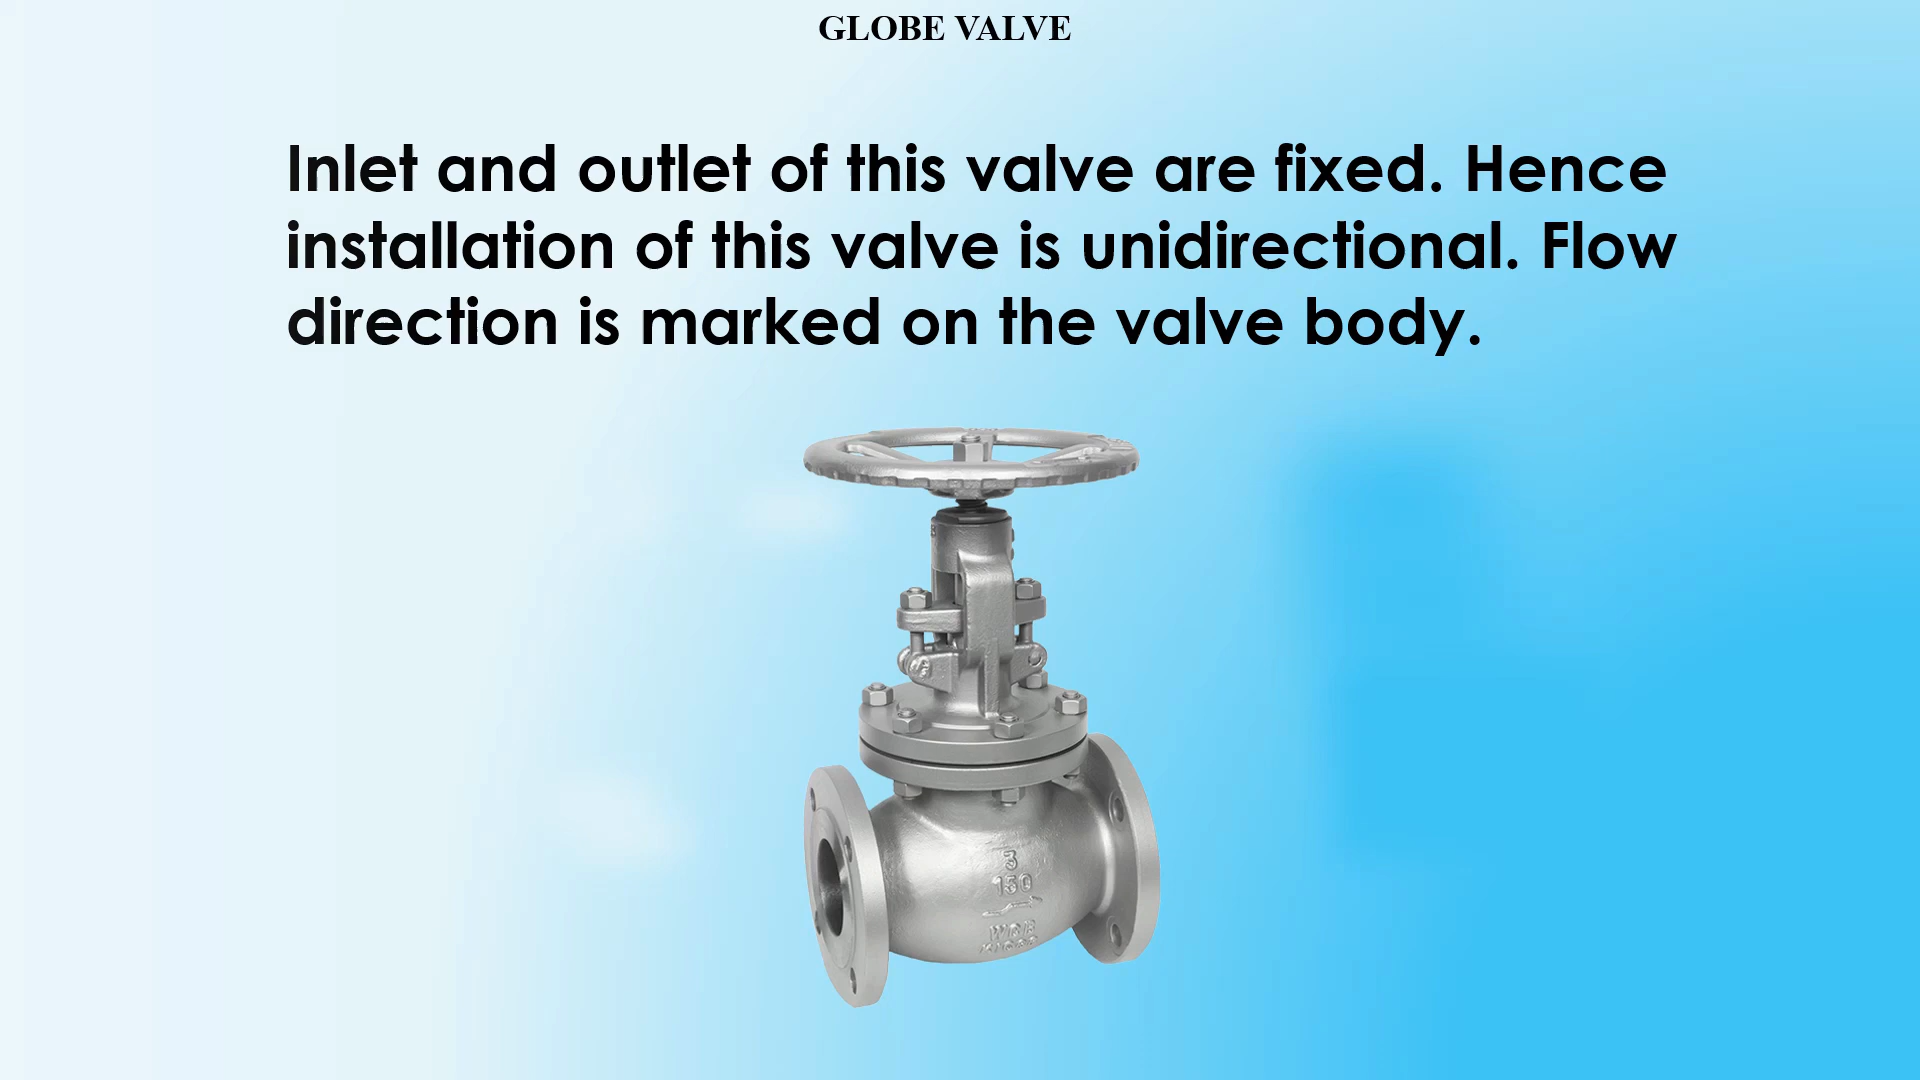 GLOBE VALVE
Inlet and outlet of this valve are fixed. Hence
installation of this valve is unidirectional. Flow
direction is marked on the valve body.
3
150